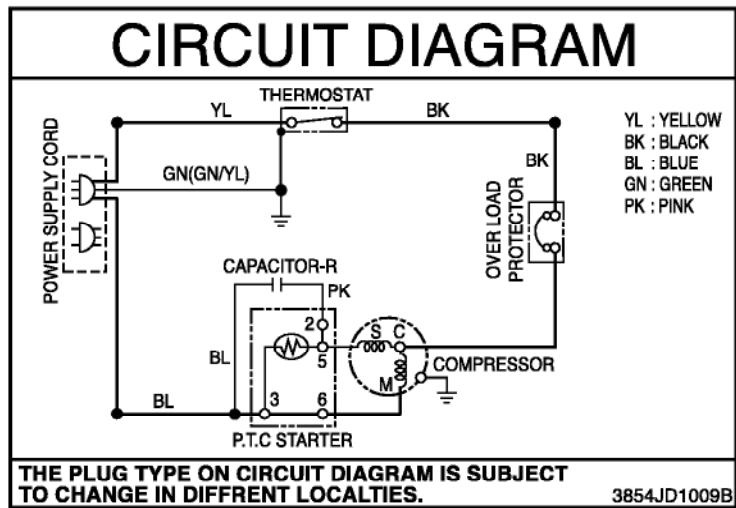 CIRCUIT DIAGRAM
THERMOSTAT
YL
BK
YL : YELLOW
BK : BLACK
BL : BLUE
GN : GREEN
PK : PINK
BK
POWER SUPPLY CORD
GN(GN/YL)
OVER LOAD
PROTECTOR
CAPACITOR-R
PK
2
S C
BL
5
COMPRESSOR
M
BL
3
6
P.T.C STARTER
THE PLUG TYPE ON CIRCUIT DIAGRAM IS SUBJECT
TO CHANGE IN DIFFRENT LOCALTIES.
3854JD1009B